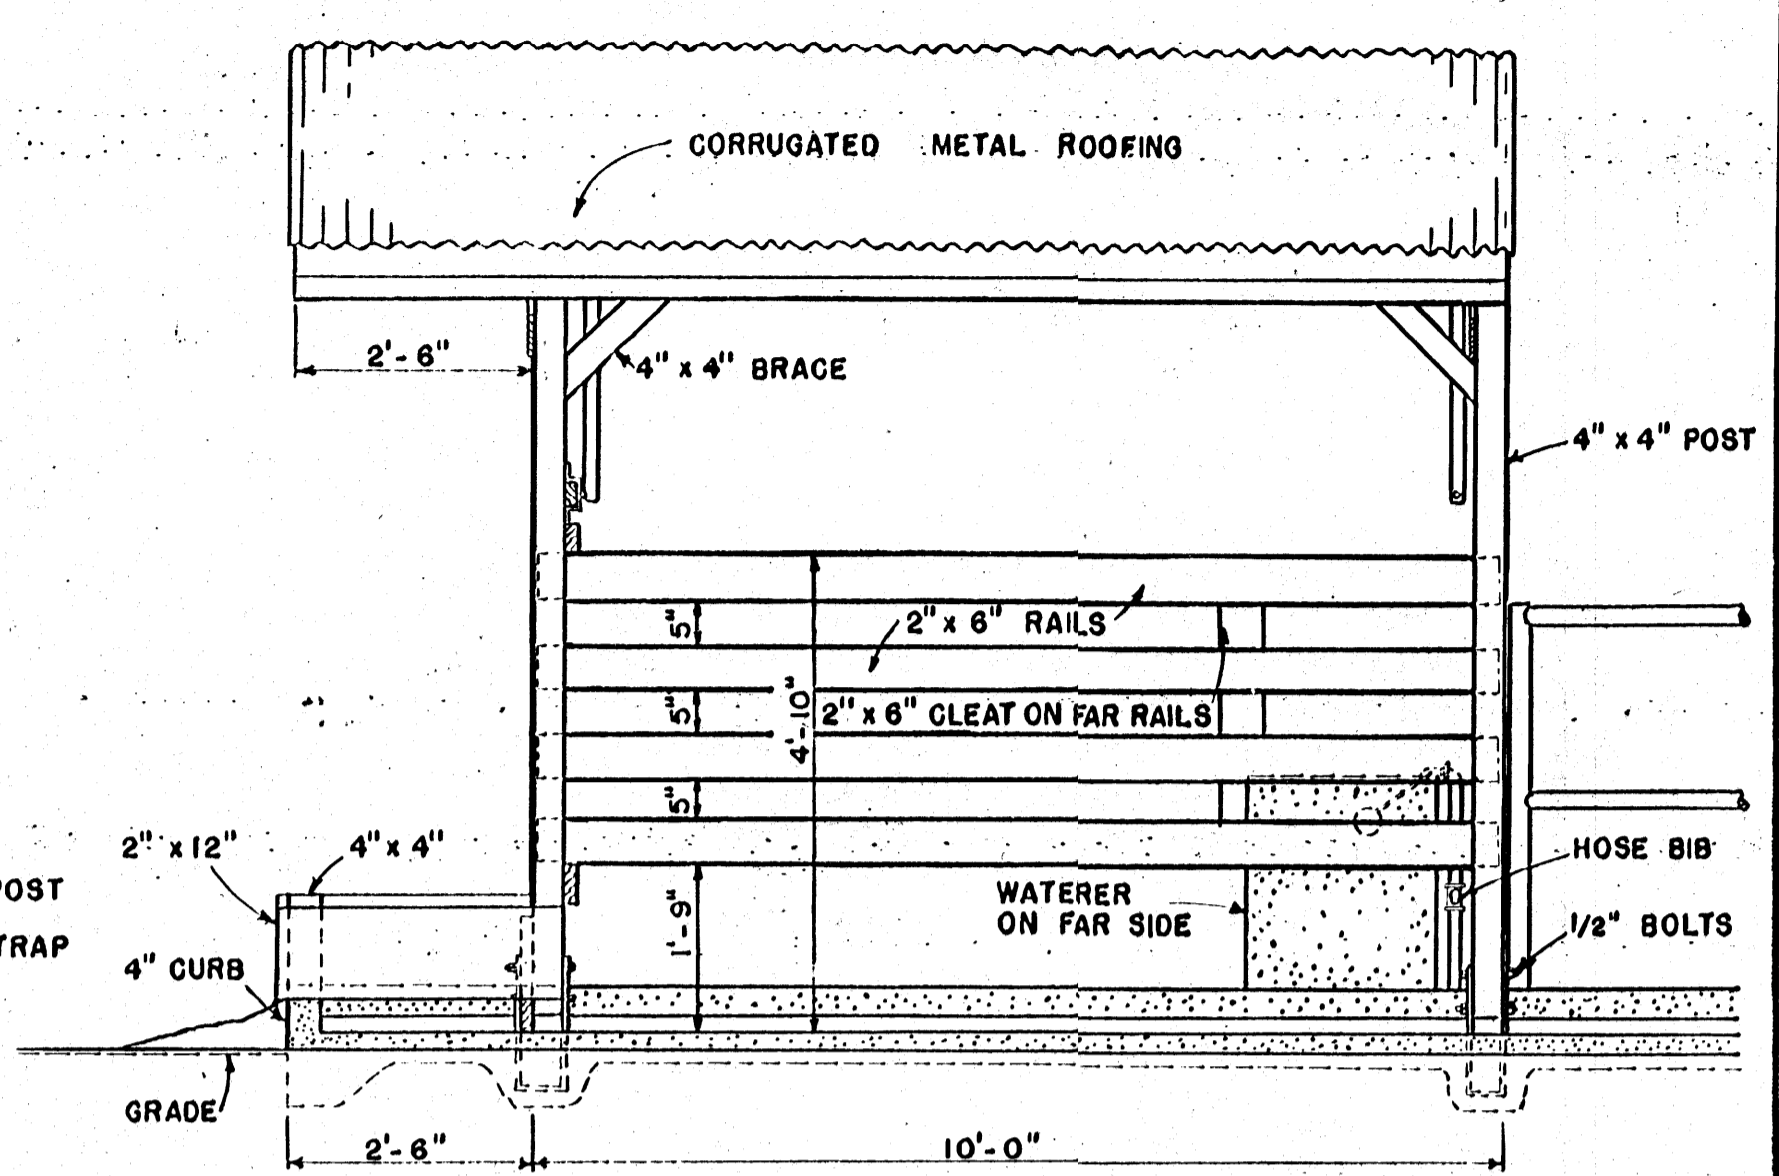 CORRUGATED METAL ROOFING
2'-6"
4" x 4" BRACE
4" x 4" POST
5"
2" x 6" RAILS
5"
4'-10"
2" x 6" CLEAT ON FAR RAILS
5"
2" x 12"
4" x 4"
HOSE BIB
POST
TRAP
WATERER
ON FAR SIDE
1'-9"
1/2" BOLTS
4" CURB
GRADE
2'-6"
10'-0"